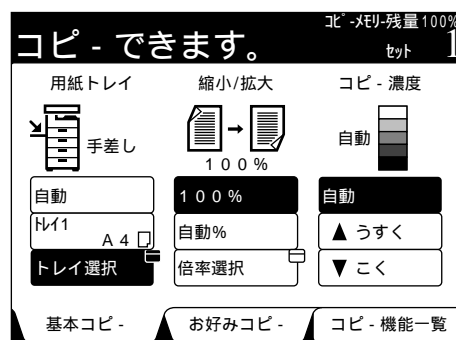 ｺﾋﾟ-ﾒﾓﾘ-残量100%
コピ-できます。
ｾｯﾄ 1
用紙トレイ
縮小/拡大
コピ-濃度
手差し
100%
自動
自動
トレイ1
A4
トレイ選択
100%
自動%
倍率選択
自動
▲ うすく
▼ こく
基本コピ-
お好みコピ-
コピ-機能一覧